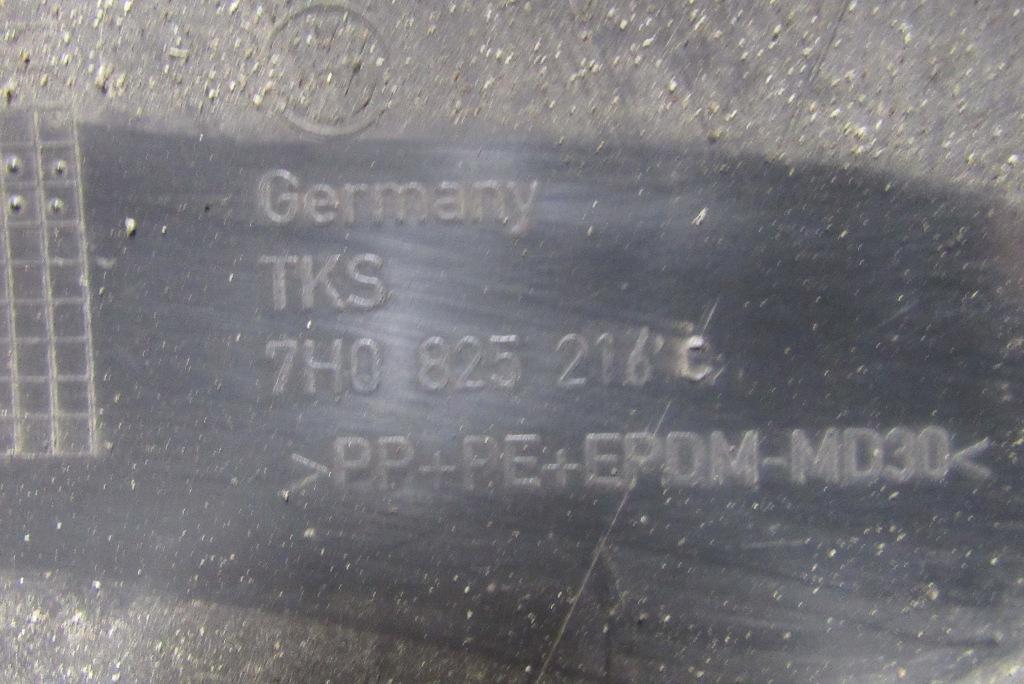 Germany
TKS
7H0 825 216 C
>PP+PE+EPDM-MD30<